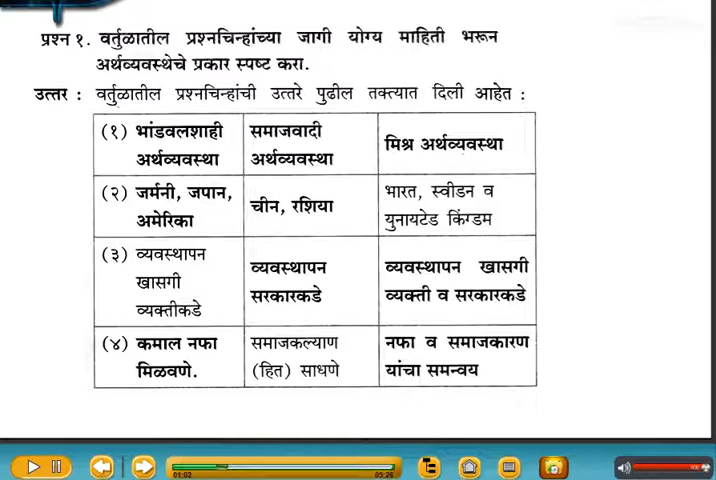 प्रश्न १. वर्तुळातील प्रश्नचिन्हांच्या जागी योग्य माहिती भरून
अर्थव्यवस्थेचे प्रकार स्पष्ट करा.
उत्तर : वर्तुळातील प्रश्नचिन्हांची उत्तरे पुढील तक्त्यात दिली आहेत :
(१) भांडवलशाही अर्थव्यवस्था
समाजवादी अर्थव्यवस्था
मिश्र अर्थव्यवस्था
(२) जर्मनी, जपान, अमेरिका
चीन, रशिया
भारत, स्वीडन व युनायटेड किंग्डम
(३) व्यवस्थापन खासगी व्यक्तीकडे
व्यवस्थापन सरकारकडे
व्यवस्थापन खासगी व्यक्ती व सरकारकडे
(४) कमाल नफा मिळवणे.
समाजकल्याण (हित) साधणे
नफा व समाजकारण यांचा समन्वय
01:02
05:26
100